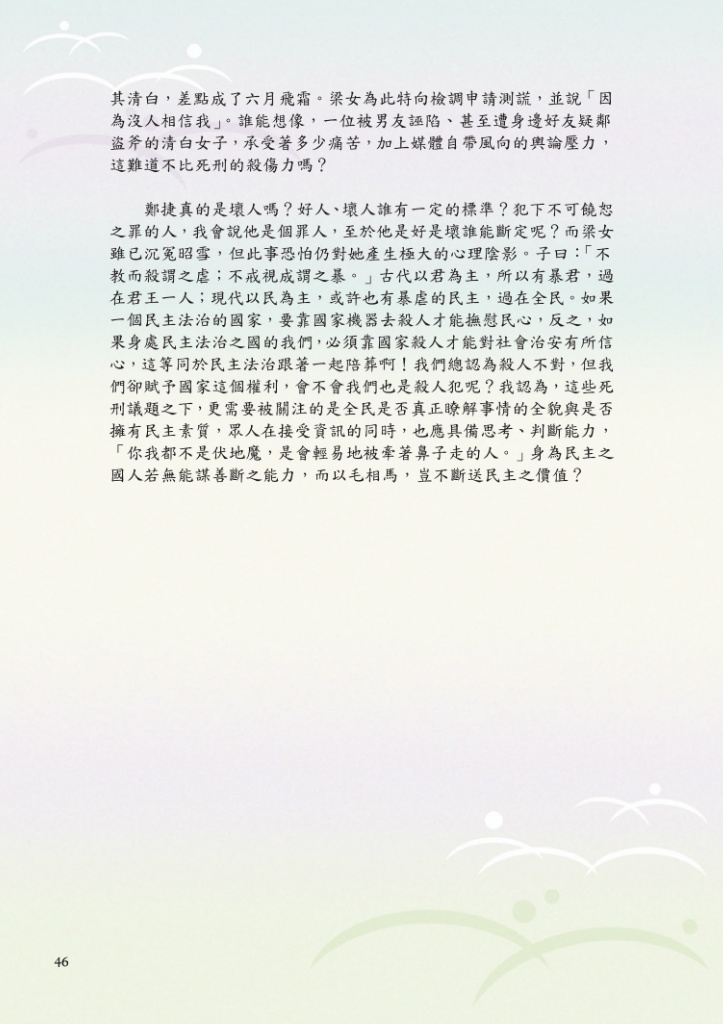 其清白，差點成了六月飛霜。梁女為此特向檢調申請測謊，並說「因
為沒人相信我」。誰能想像，一位被男友誣陷、甚至遭身邊好友疑鄰
盜斧的清白女子，承受著多少痛苦，加上媒體自帶風向的輿論壓力，
這難道不比死刑的殺傷力嗎？
鄭捷真的是壞人嗎？好人、壞人誰有一定的標準？犯下不可饒恕
之罪的人，我會說他是個罪人，至於他是好是壞誰能斷定呢？而梁女
雖已沉冤昭雪，但此事恐怕仍對她產生極大的心理陰影。子曰：「不
教而殺謂之虐；不戒視成謂之暴。」古代以君為主，所以有暴君，過
在君王一人；現代以民為主，或許也有暴虐的民主，過在全民。如果
一個民主法治的國家，要靠國家機器去殺人才能撫慰民心，反之，如
果身處民主法治之國的我們，必須靠國家殺人才能對社會治安有所信
心，這等同於民主法治跟著一起陪葬啊！我們總認為殺人不對，但我
們卻賦予國家這個權利，會不會我們也是殺人犯呢？我認為，這些死
刑議題之下，更需要被關注的是全民是否真正瞭解事情的全貌與是否
擁有民主素質，眾人在接受資訊的同時，也應具備思考、判斷能力，
「你我都不是伏地魔，是會輕易地被牽著鼻子走的人。」身為民主之
國人若無能謀善斷之能力，而以毛相馬，豈不斷送民主之價值？
46